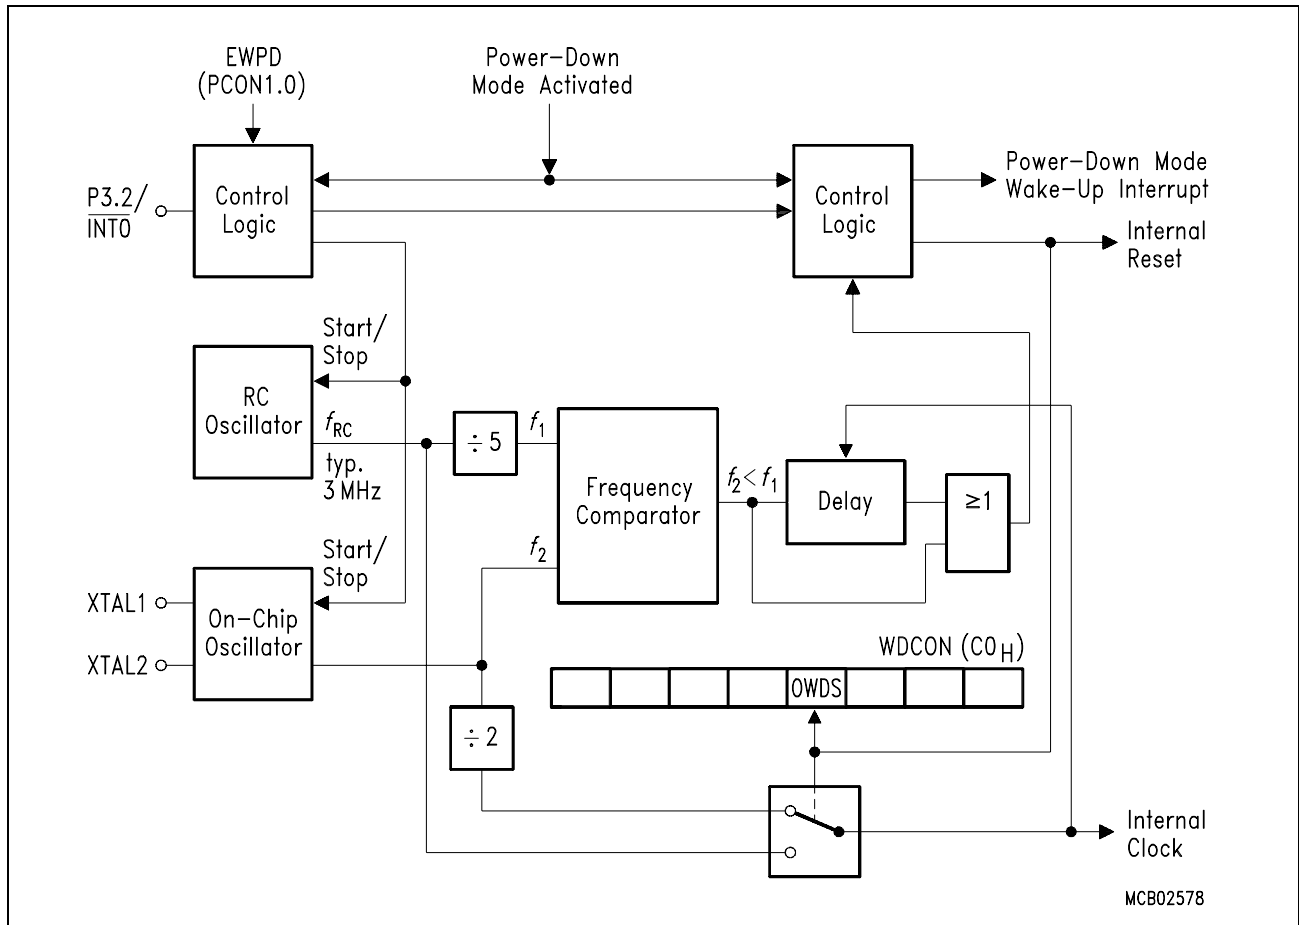 EWPD
(PCON1.0)
Power-Down
Mode Activated
P3.2/
INT0
Control
Logic
Control
Logic
Power-Down Mode
Wake-Up Interrupt
Internal
Reset
Start/
Stop
RC
Oscillator
fRC
typ.
3 MHz
÷ 5
f1
Frequency
Comparator
f2 < f1
Delay
≥1
f2
Start/
Stop
XTAL1
XTAL2
On-Chip
Oscillator
WDCON (C0H)
OWDS
÷ 2
Internal
Clock
MCB02578